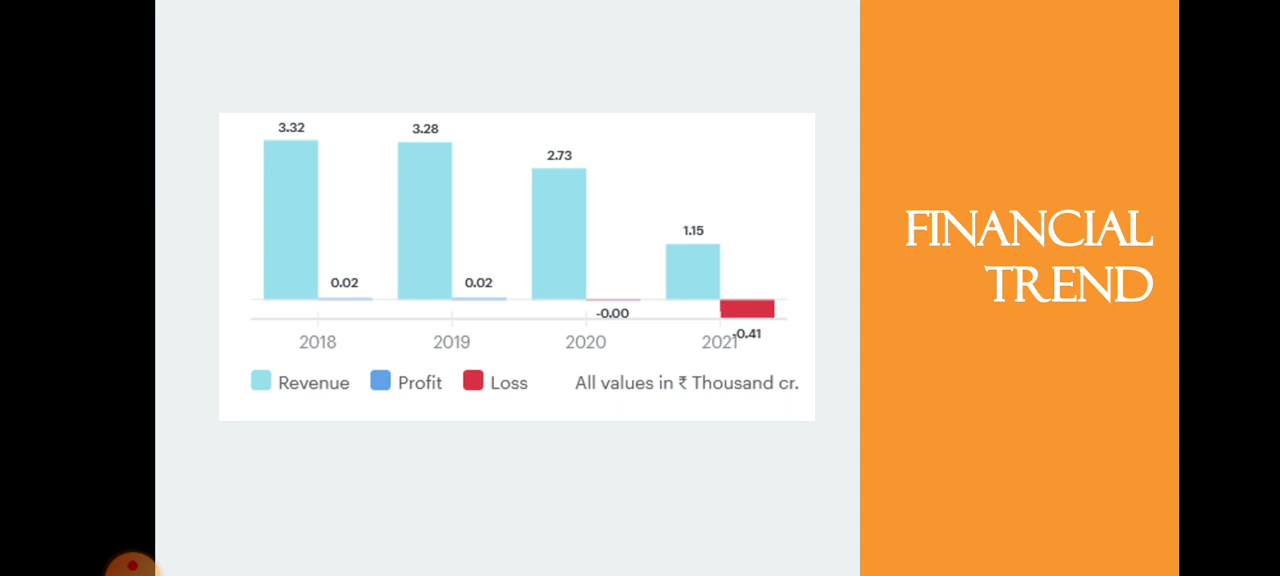 3.32
3.28
2.73
1.15
0.02
0.02
-0.00
-0.41
2018 2019 2020 2021
Revenue Profit Loss All values in ₹ Thousand cr.
FINANCIAL
TREND